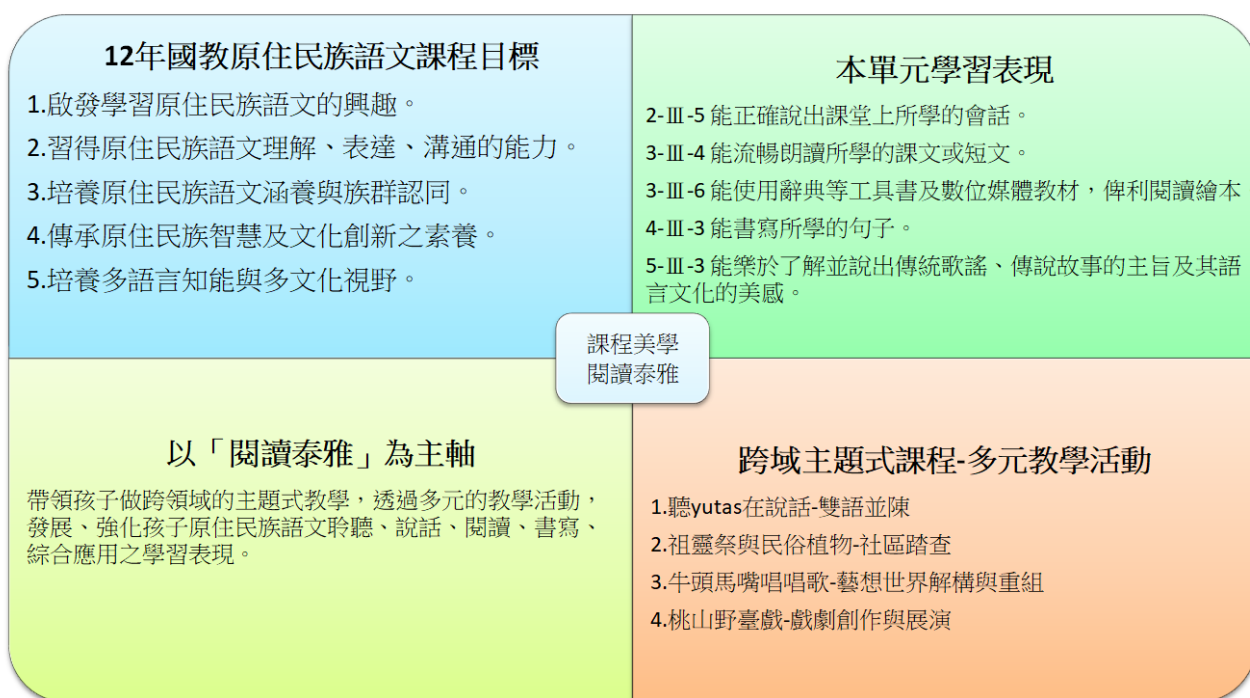 12年國教原住民族語文課程目標
1.啟發學習原住民族語文的興趣。
2.習得原住民族語文理解、表達、溝通的能力。
3.培養原住民族語文涵養與族群認同。
4.傳承原住民族智慧及文化創新之素養。
5.培養多語言知能與多文化視野。
本單元學習表現
2-Ⅲ-5 能正確說出課堂上所學的會話。
3-Ⅲ-4能流暢朗讀所學的課文或短文。
3-Ⅲ-6能使用辭典等工具書及數位媒體教材，俾利閱讀繪本
4-Ⅲ-3 能書寫所學的句子。
5-Ⅲ-3 能樂於了解並說出傳統歌謠、傳說故事的主旨及其語
言文化的美感。
課程美學
閱讀泰雅
以「閱讀泰雅」為主軸
帶領孩子做跨領域的主題式教學，透過多元的教學活動，
發展、強化孩子原住民族語文聆聽、說話、閱讀、書寫、
綜合應用之學習表現。
跨域主題式課程-多元教學活動
1.聽yutas在說話-雙語並陳
2.祖靈祭與民俗植物-社區踏查
3.牛頭馬嘴唱唱歌-藝想世界解構與重組
4.桃山野臺戲-戲劇創作與展演